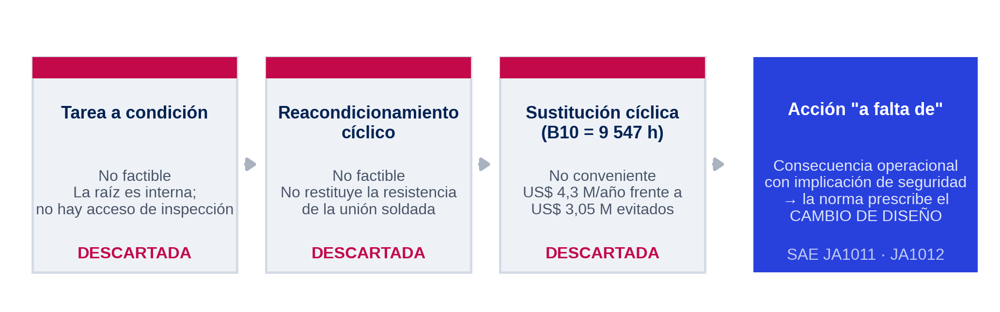 Tarea a condición
No factible
La raíz es interna;
no hay acceso de inspección
DESCARTADA
Reacondicionamiento
cíclico
No factible
No restituye la resistencia
de la unión soldada
DESCARTADA
Sustitución cíclica
(B10 = 9 547 h)
No conveniente
US$ 4,3 M/año frente a
US$ 3,05 M evitados
DESCARTADA
Acción "a falta de"
Consecuencia operacional
con implicación de seguridad
→ la norma prescribe el
CAMBIO DE DISEÑO
SAE JA1011 · JA1012